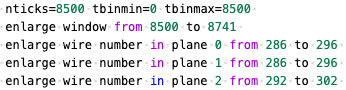 nticks=8500 tbinmin=0 tbinmax=8500
enlarge window from 8500 to 8741
enlarge wire number in plane 0 from 286 to 296
enlarge wire number in plane 1 from 286 to 296
enlarge wire number in plane 2 from 292 to 302